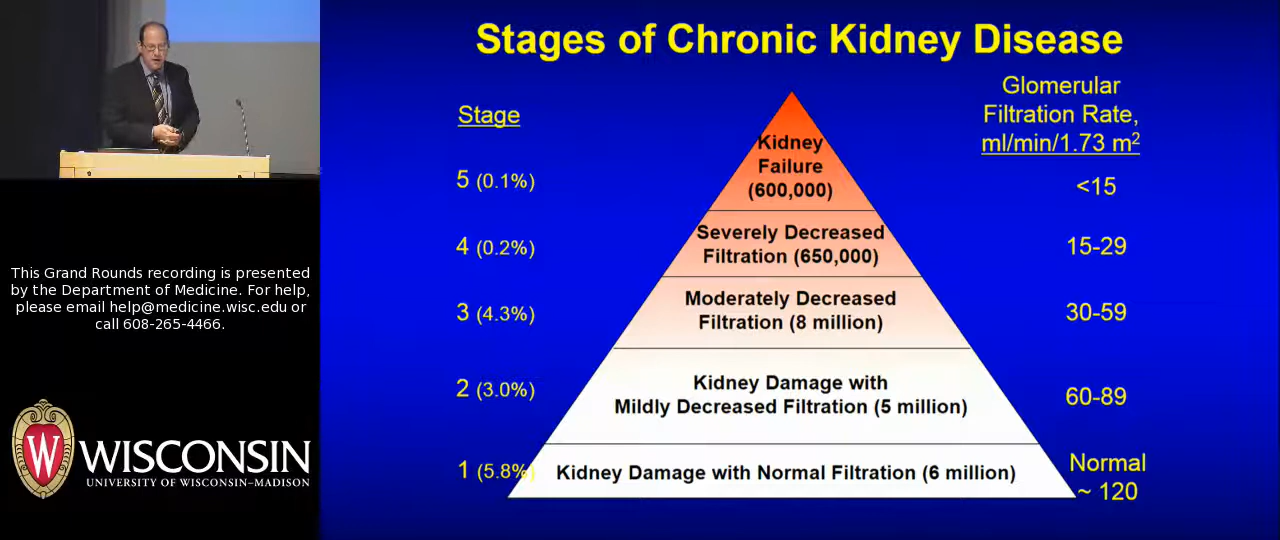 Stages of Chronic Kidney Disease
Stage
Glomerular
Filtration Rate,
ml/min/1.73 m²
5 (0.1%)
Kidney
Failure
(600,000)
<15
4 (0.2%)
Severely Decreased
Filtration (650,000)
15-29
3 (4.3%)
Moderately Decreased
Filtration (8 million)
30-59
2 (3.0%)
Kidney Damage with
Mildly Decreased Filtration (5 million)
60-89
1 (5.8%)
Kidney Damage with Normal Filtration (6 million)
Normal
~ 120
This Grand Rounds recording is presented
by the Department of Medicine. For help,
please email help@medicine.wisc.edu or
call 608-265-4466.
W
WISCONSIN
UNIVERSITY OF WISCONSIN–MADISON